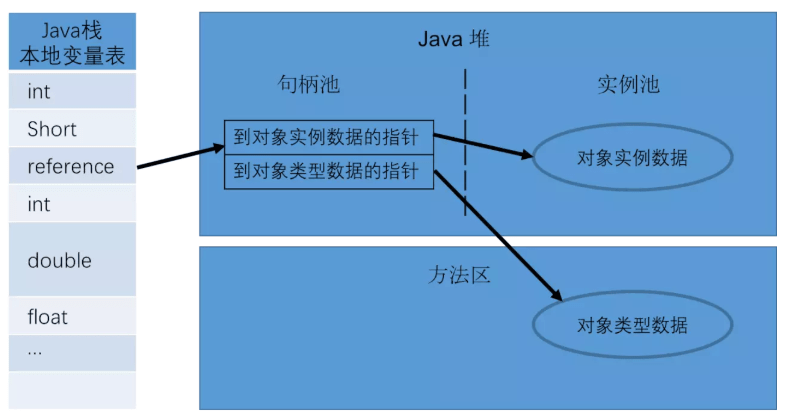 Java栈
本地变量表
int
Short
reference
int
double
float
...
Java 堆
句柄池
实例池
到对象实例数据的指针
到对象类型数据的指针
对象实例数据
方法区
对象类型数据